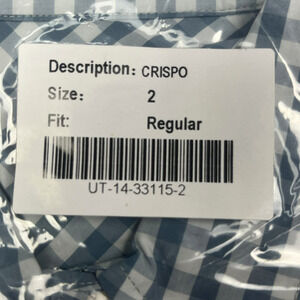 Description: CRISPO
Size: 2
Fit: Regular
UT-14-33115-2